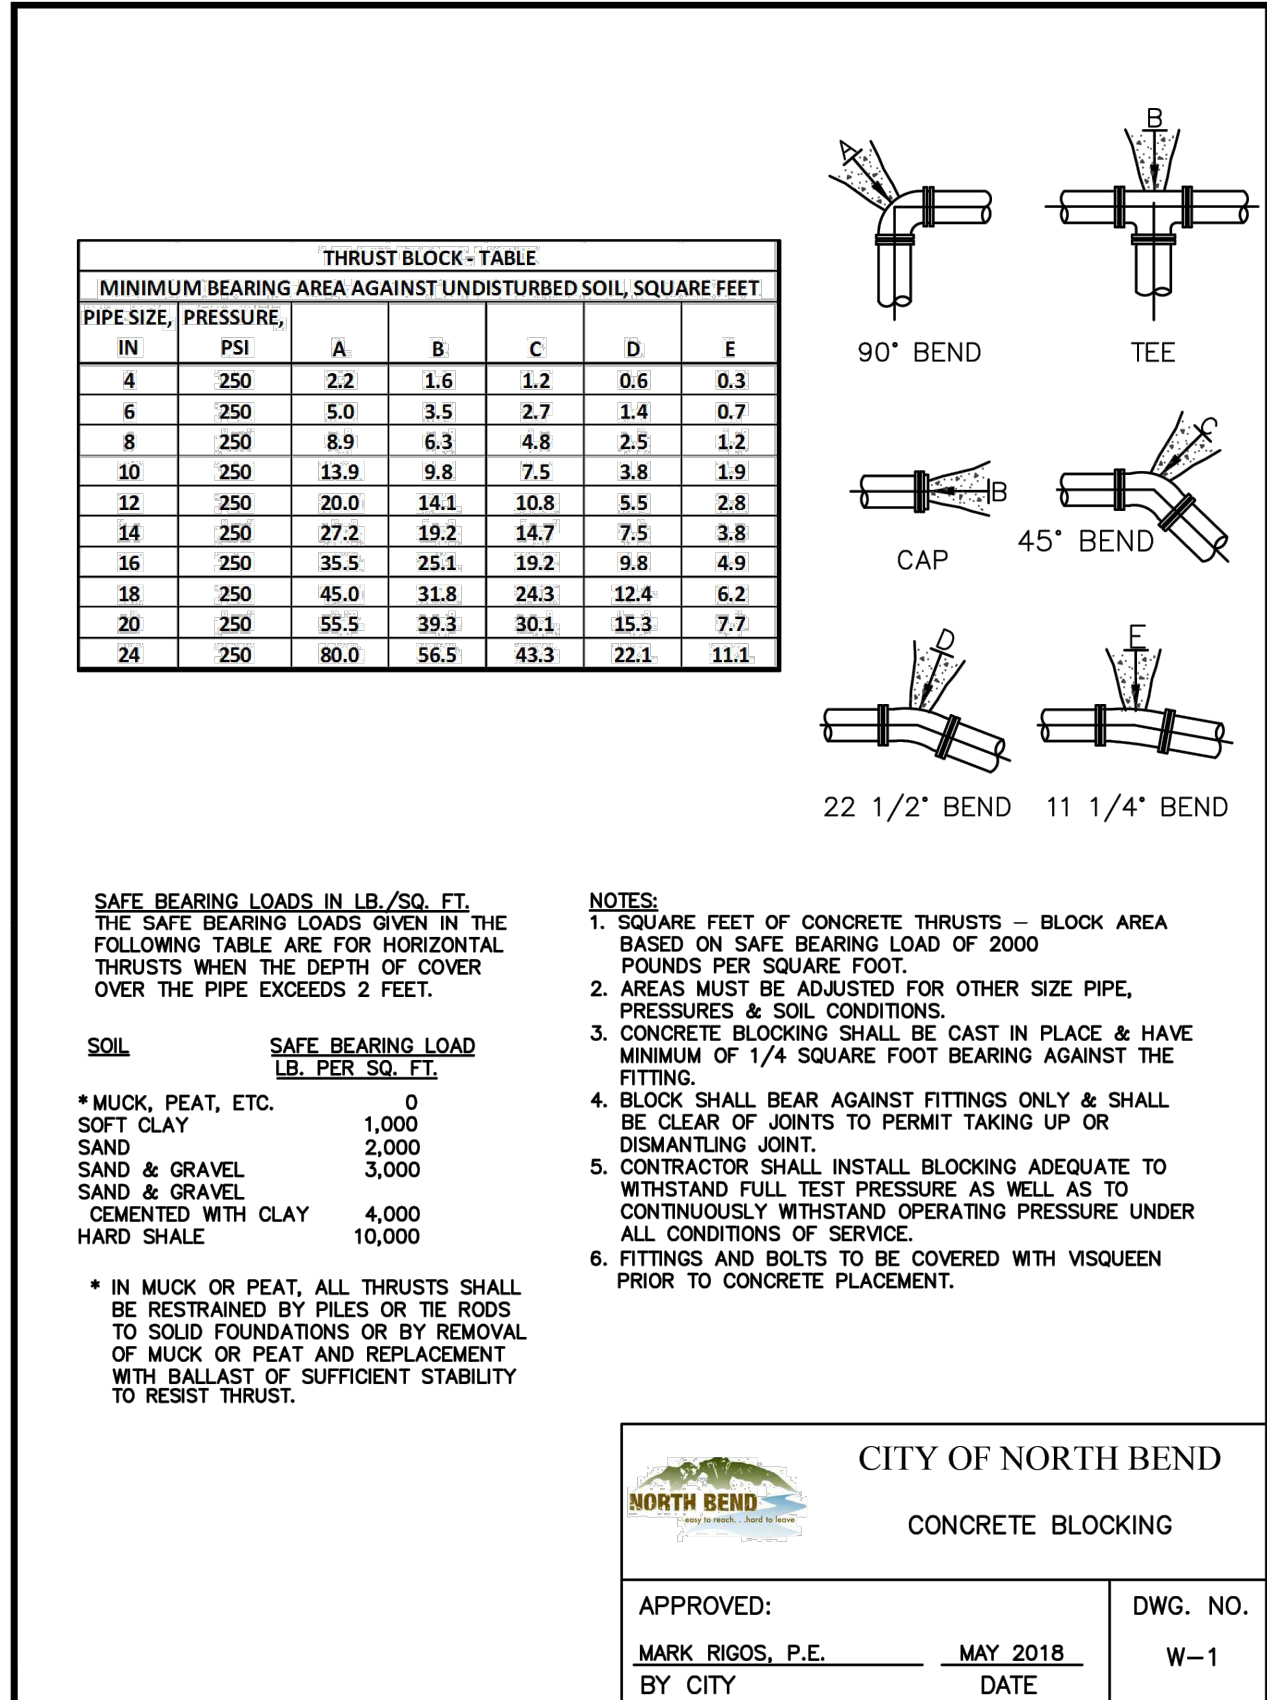 THRUST BLOCK - TABLE
MINIMUM BEARING AREA AGAINST UNDISTURBED SOIL, SQUARE FEET
PIPE SIZE, IN PRESSURE, PSI A B C D E
4 250 2.2 1.6 1.2 0.6 0.3
6 250 5.0 3.5 2.7 1.4 0.7
8 250 8.9 6.3 4.8 2.5 1.2
10 250 13.9 9.8 7.5 3.8 1.9
12 250 20.0 14.1 10.8 5.5 2.8
14 250 27.2 19.2 14.7 7.5 3.8
16 250 35.5 25.1 19.2 9.8 4.9
18 250 45.0 31.8 24.3 12.4 6.2
20 250 55.5 39.3 30.1 15.3 7.7
24 250 80.0 56.5 43.3 22.1 11.1
A
90° BEND
B
TEE
B
CAP
C
45° BEND
D
22 1/2° BEND
E
11 1/4° BEND
SAFE BEARING LOADS IN LB./SQ. FT.
THE SAFE BEARING LOADS GIVEN IN THE
FOLLOWING TABLE ARE FOR HORIZONTAL
THRUSTS WHEN THE DEPTH OF COVER
OVER THE PIPE EXCEEDS 2 FEET.
SOIL SAFE BEARING LOAD
LB. PER SQ. FT.
* MUCK, PEAT, ETC. 0
SOFT CLAY 1,000
SAND 2,000
SAND & GRAVEL 3,000
SAND & GRAVEL
CEMENTED WITH CLAY 4,000
HARD SHALE 10,000
* IN MUCK OR PEAT, ALL THRUSTS SHALL
BE RESTRAINED BY PILES OR TIE RODS
TO SOLID FOUNDATIONS OR BY REMOVAL
OF MUCK OR PEAT AND REPLACEMENT
WITH BALLAST OF SUFFICIENT STABILITY
TO RESIST THRUST.
NOTES:
1. SQUARE FEET OF CONCRETE THRUSTS – BLOCK AREA
BASED ON SAFE BEARING LOAD OF 2000
POUNDS PER SQUARE FOOT.
2. AREAS MUST BE ADJUSTED FOR OTHER SIZE PIPE,
PRESSURES & SOIL CONDITIONS.
3. CONCRETE BLOCKING SHALL BE CAST IN PLACE & HAVE
MINIMUM OF 1/4 SQUARE FOOT BEARING AGAINST THE
FITTING.
4. BLOCK SHALL BEAR AGAINST FITTINGS ONLY & SHALL
BE CLEAR OF JOINTS TO PERMIT TAKING UP OR
DISMANTLING JOINT.
5. CONTRACTOR SHALL INSTALL BLOCKING ADEQUATE TO
WITHSTAND FULL TEST PRESSURE AS WELL AS TO
CONTINUOUSLY WITHSTAND OPERATING PRESSURE UNDER
ALL CONDITIONS OF SERVICE.
6. FITTINGS AND BOLTS TO BE COVERED WITH VISQUEEN
PRIOR TO CONCRETE PLACEMENT.
NORTH BEND
easy to reach. . .hard to leave
CITY OF NORTH BEND
CONCRETE BLOCKING
APPROVED:
MARK RIGOS, P.E. MAY 2018
BY CITY DATE
DWG. NO.
W-1